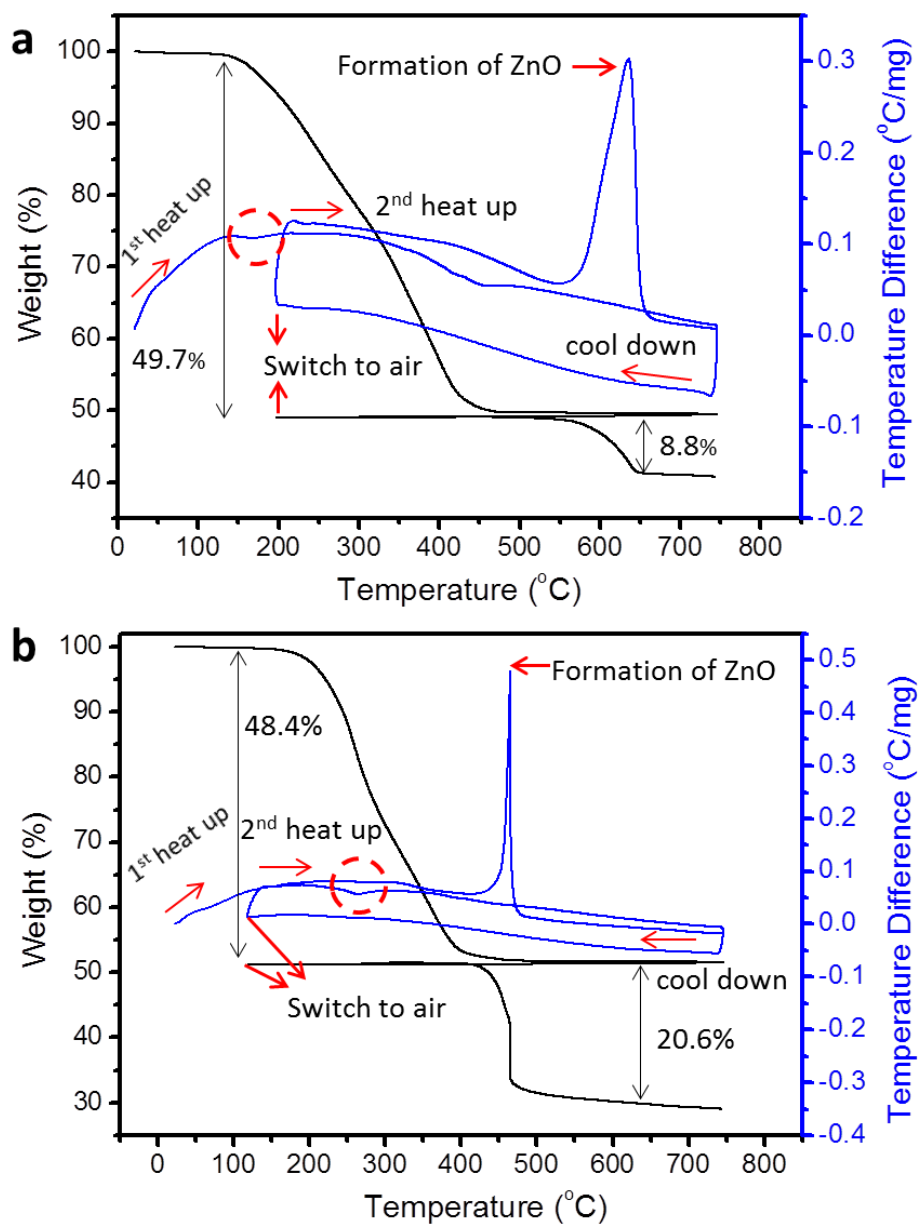 a
Weight (%)
100
90
80
70
60
50
40
0.3
0.2
0.1
0.0
-0.1
-0.2
Temperature Difference (°C/mg)
Formation of ZnO
1st heat up
2nd heat up
49.7%
Switch to air
cool down
8.8%
0 100 200 300 400 500 600 700 800
Temperature (°C)
b
Weight (%)
100
90
80
70
60
50
40
30
0.5
0.4
0.3
0.2
0.1
0.0
-0.1
-0.2
-0.3
-0.4
Temperature Difference (°C/mg)
Formation of ZnO
48.4%
1st heat up
2nd heat up
Switch to air
cool down
20.6%
0 100 200 300 400 500 600 700 800
Temperature (°C)